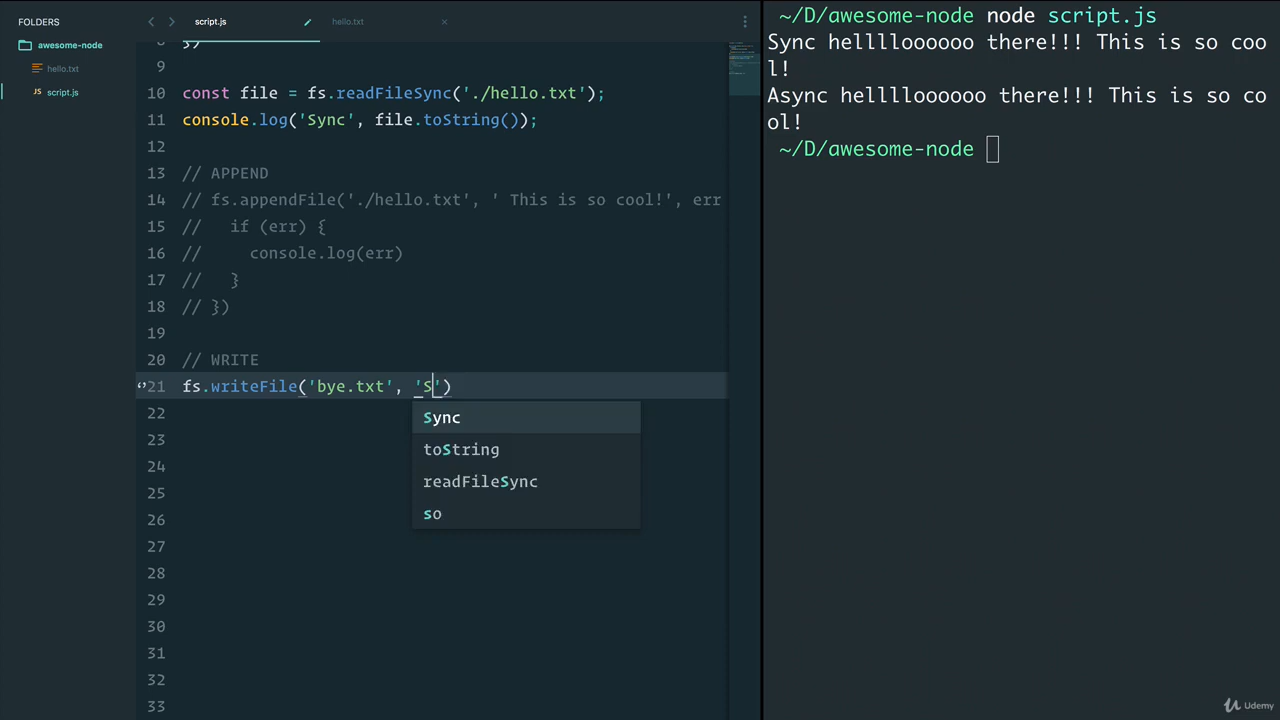 FOLDERS
awesome-node
hello.txt
script.js
script.js
hello.txt
9
10 const file = fs.readFileSync('./hello.txt');
11 console.log('Sync', file.toString());
12
13 // APPEND
14 // fs.appendFile('./hello.txt', ' This is so cool!', err
15 //   if (err) {
16 //     console.log(err)
17 //   }
18 // })
19
20 // WRITE
21 fs.writeFile('bye.txt', 'S')
22
23
24
25
26
27
28
29
30
31
32
33
Sync
toString
readFileSync
so
~/D/awesome-node node script.js
Sync helllloooooo there!!! This is so coo
l!
Async helllloooooo there!!! This is so co
ol!
~/D/awesome-node
Udemy